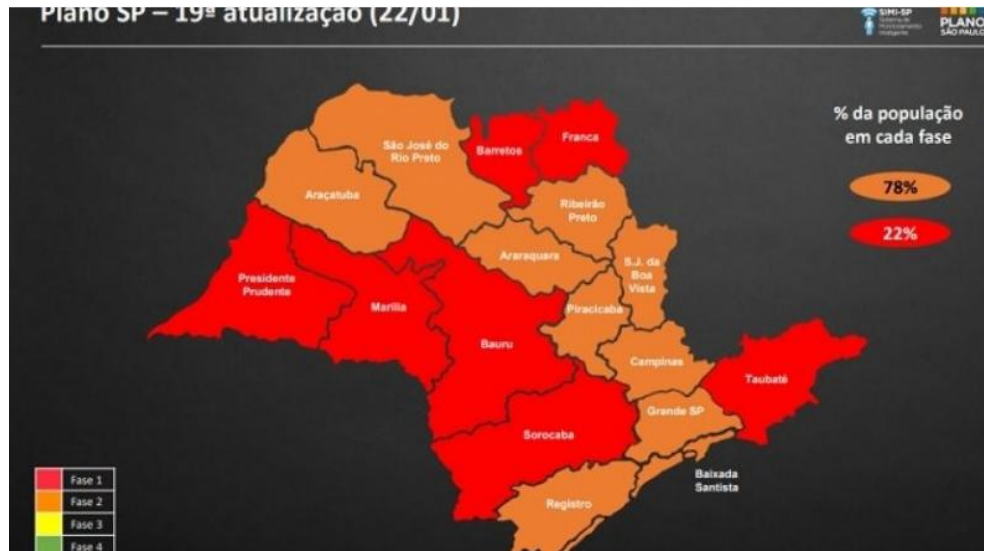 Plano SP – 19ª atualização (22/01)
SIMI-SP
PLANO
SÃO PAULO
% da população
em cada fase
78%
22%
São José do
Rio Preto
Barretos
Franca
Araçatuba
Ribeirão
Preto
Araraquara
S.J. da
Boa
Vista
Presidente
Prudente
Marília
Piracicaba
Bauru
Campinas
Taubaté
Grande SP
Sorocaba
Baixada
Santista
Registro
Fase 1
Fase 2
Fase 3
Fase 4